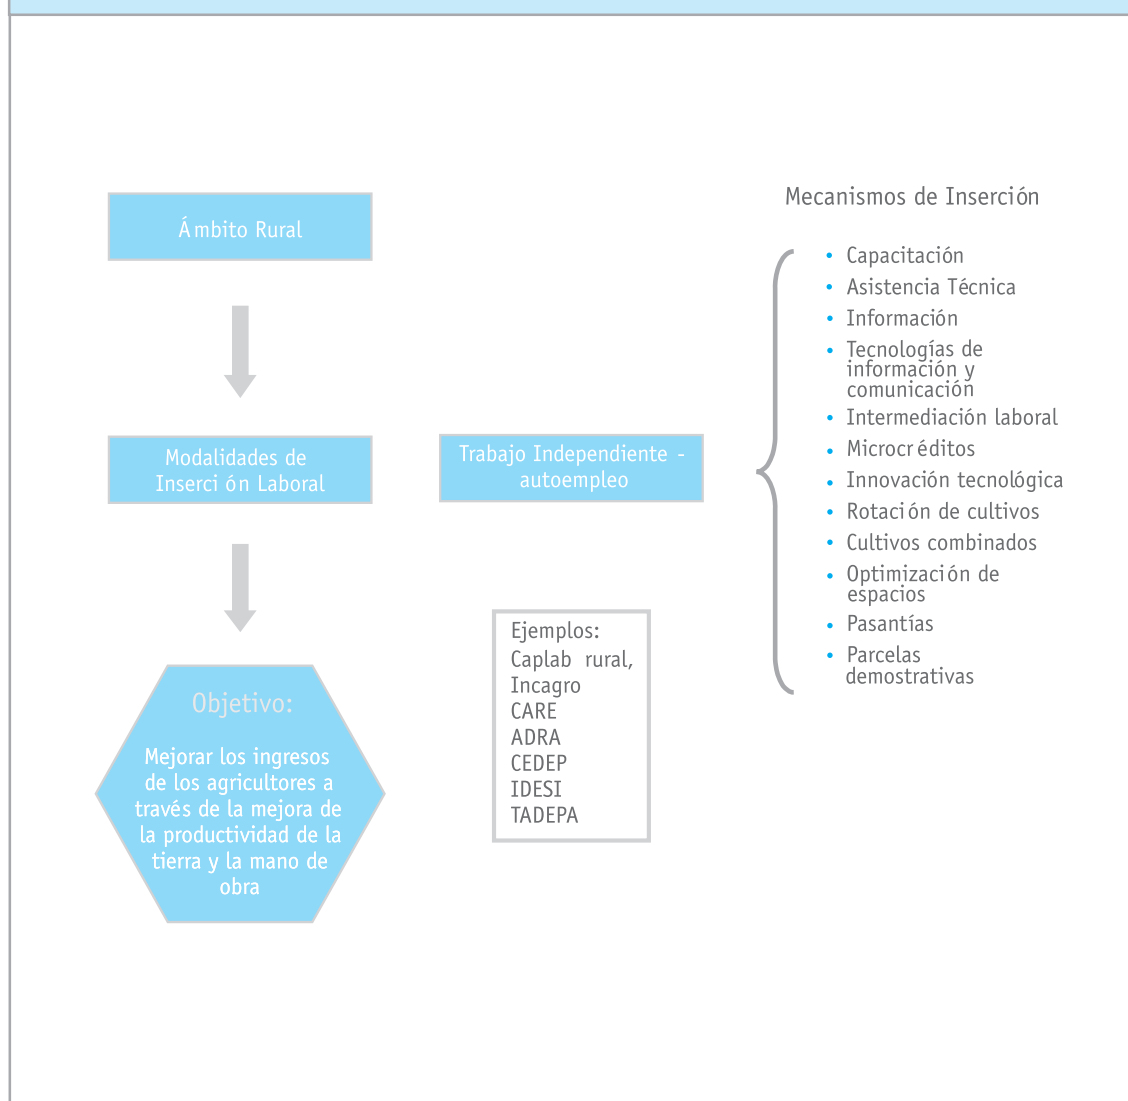 Ámbito Rural
Modalidades de
Inserción Laboral
Objetivo:
Mejorar los ingresos
de los agricultores a
través de la mejora de
la productividad de la
tierra y la mano de
obra
Trabajo Independiente -
autoempleo
Ejemplos:
Caplab rural,
Incagro
CARE
ADRA
CEDEP
IDESI
TADEPA
Mecanismos de Inserción
• Capacitación
• Asistencia Técnica
• Información
• Tecnologías de
información y
comunicación
• Intermediación laboral
• Microcréditos
• Innovación tecnológica
• Rotación de cultivos
• Cultivos combinados
• Optimización de
espacios
• Pasantías
• Parcelas
demostrativas